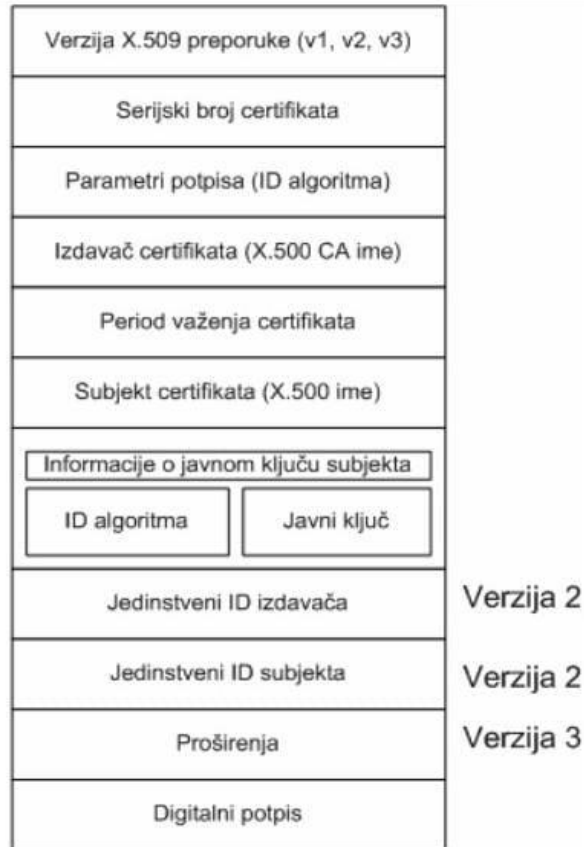 Verzija X.509 preporuke (v1, v2, v3)
Serijski broj certifikata
Parametri potpisa (ID algoritma)
Izdavač certifikata (X.500 CA ime)
Period važenja certifikata
Subjekt certifikata (X.500 ime)
Informacije o javnom ključu subjekta
ID algoritma
Javni ključ
Jedinstveni ID izdavača
Verzija 2
Jedinstveni ID subjekta
Verzija 2
Proširenja
Verzija 3
Digitalni potpis